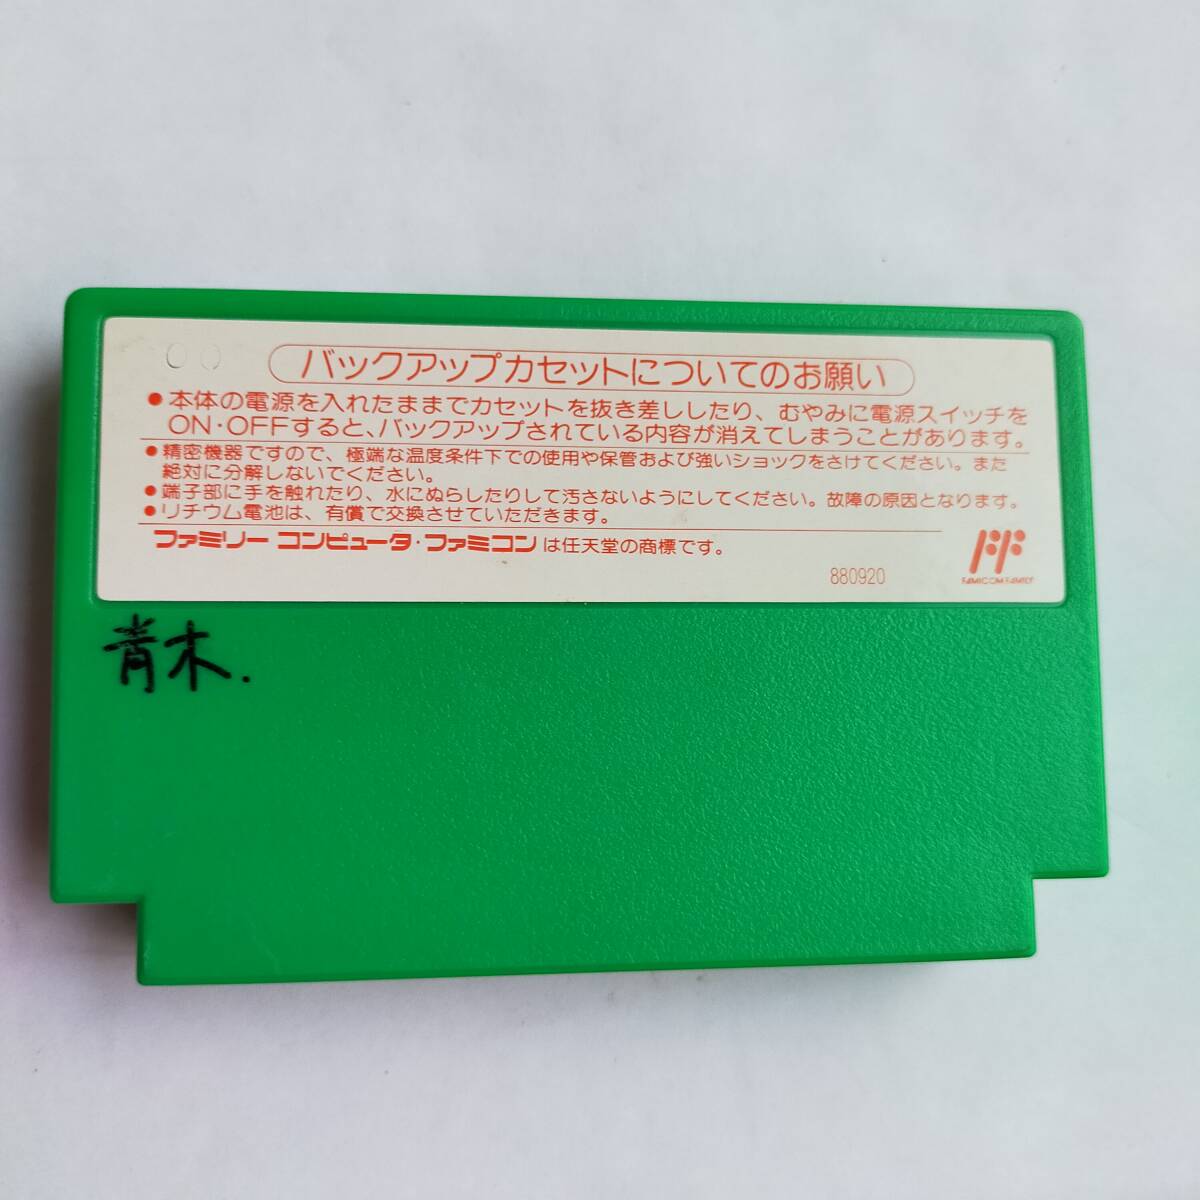 バックアップカセットについてのお願い
●本体の電源を入れたままでカセットを抜き差ししたり、むやみに電源スイッチを
ON・OFFすると、バックアップされている内容が消えてしまうことがあります。
●精密機器ですので、極端な温度条件下での使用や保管および強いショックをさけてください。また
絶対に分解しないでください。
●端子部に手を触れたり、水にぬらしたりして汚さないようにしてください。故障の原因となります。
●リチウム電池は、有償で交換させていただきます。
ファミリー コンピュータ・ファミコンは任天堂の商標です。
880920
FF
FAMICOM FAMILY
青木.